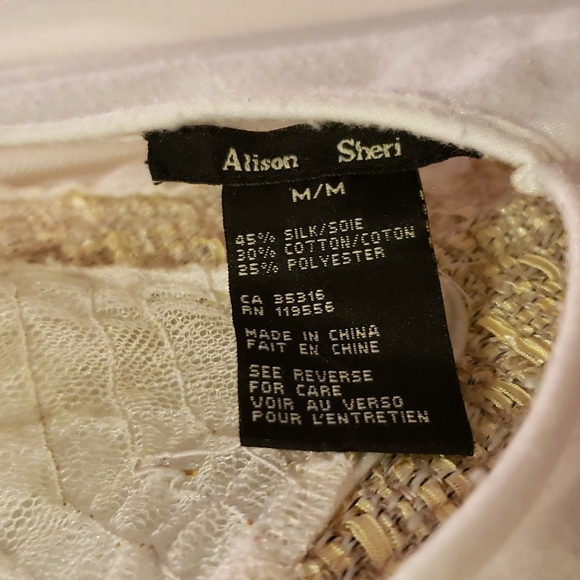 Alison Sheri
M/M
45% SILK/SOIE
30% COTTON/COTON
25% POLYESTER
CA 35316
RN 119556
MADE IN CHINA
FAIT EN CHINE
SEE REVERSE
FOR CARE
VOIR AU VERSO
POUR L'ENTRETIEN